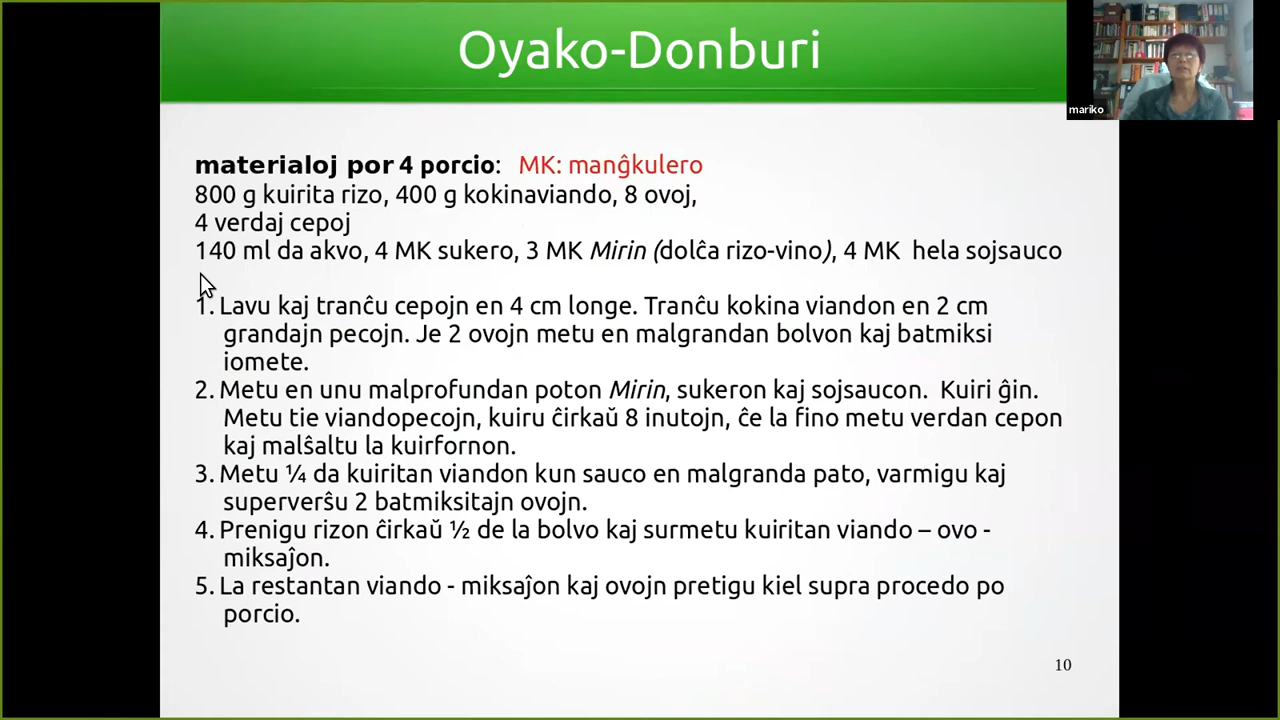 Oyako-Donburi
mariko
materialoj por 4 porcio: MK: manĝkulero
800 g kuirita rizo, 400 g kokinaviando, 8 ovoj,
4 verdaj cepoj
140 ml da akvo, 4 MK sukero, 3 MK Mirin (dolĉa rizo-vino), 4 MK hela sojsauco
1. Lavu kaj tranĉu cepojn en 4 cm longe. Tranĉu kokina viandon en 2 cm
grandajn pecojn. Je 2 ovojn metu en malgrandan bolvon kaj batmiksi
iomete.
2. Metu en unu malprofundan poton Mirin, sukeron kaj sojsaucon. Kuiri ĝin.
Metu tie viandopecojn, kuiru ĉirkaŭ 8 inutojn, ĉe la fino metu verdan cepon
kaj malŝaltu la kuirfornon.
3. Metu ¼ da kuiritan viandon kun sauco en malgranda pato, varmigu kaj
superverŝu 2 batmiksitajn ovojn.
4. Prenigu rizon ĉirkaŭ ½ de la bolvo kaj surmetu kuiritan viando – ovo -
miksaĵon.
5. La restantan viando - miksaĵon kaj ovojn pretigu kiel supra procedo po
porcio.
10